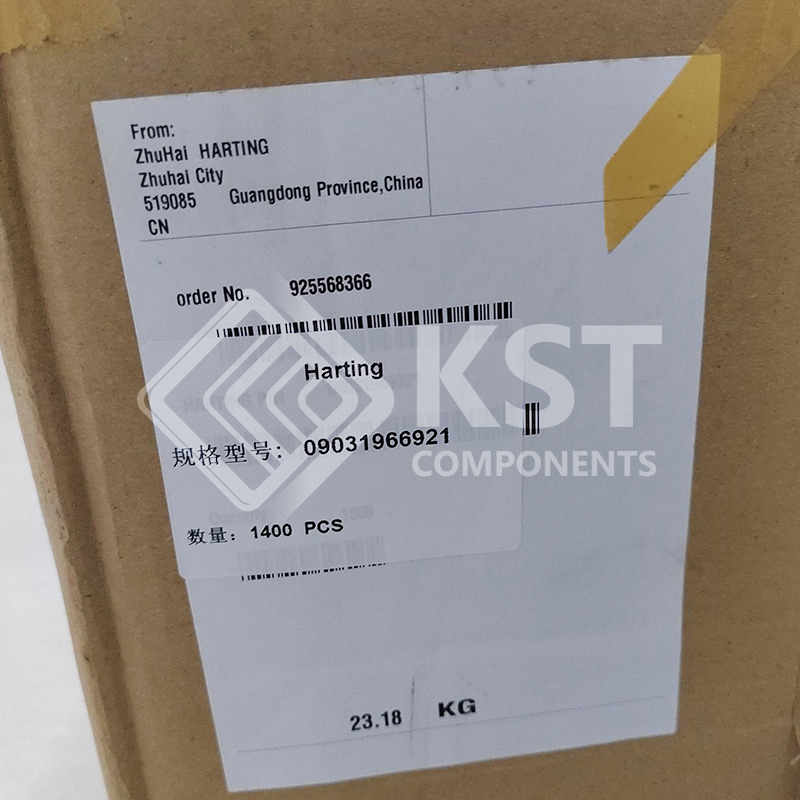 From:
ZhuHai HARTING
Zhuhai City
519085 Guangdong Province,China
CN
order No. 925568366
Harting
规格型号: 09031966921
数量: 1400 PCS
23.18 KG
KST
COMPONENTS